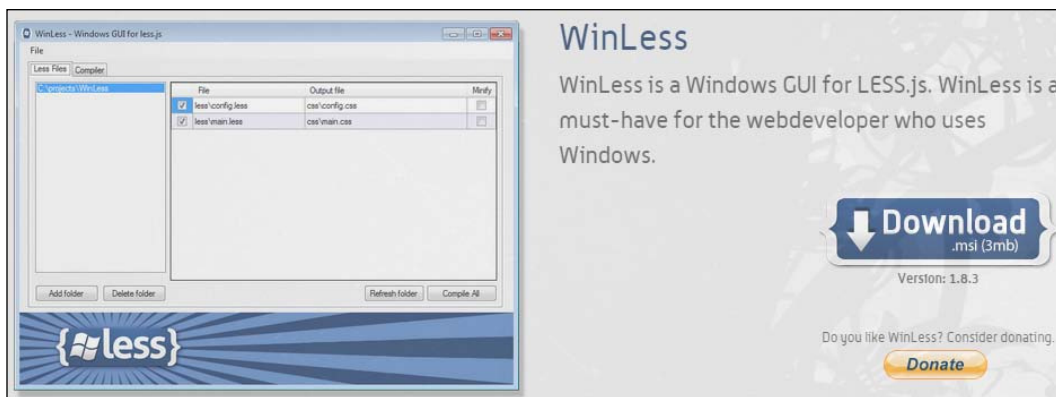 WinLess - Windows GUI for less.js
File
Less Files Compiler
C:\projects\WinLess
File Output file Minify
less\config.less css\config.css
less\main.less css\main.css
Add folder Delete folder Refresh folder Compile All
{less}
WinLess
WinLess is a Windows GUI for LESS.js. WinLess is a
must-have for the webdeveloper who uses
Windows.
{Download}
.msi (3mb)
Version: 1.8.3
Do you like WinLess? Consider donating.
Donate